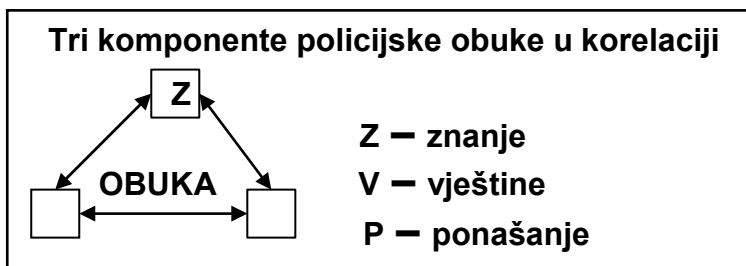 Tri komponente policijske obuke u korelaciji
Z
Z – znanje
OBUKA
V – vještine
P – ponašanje